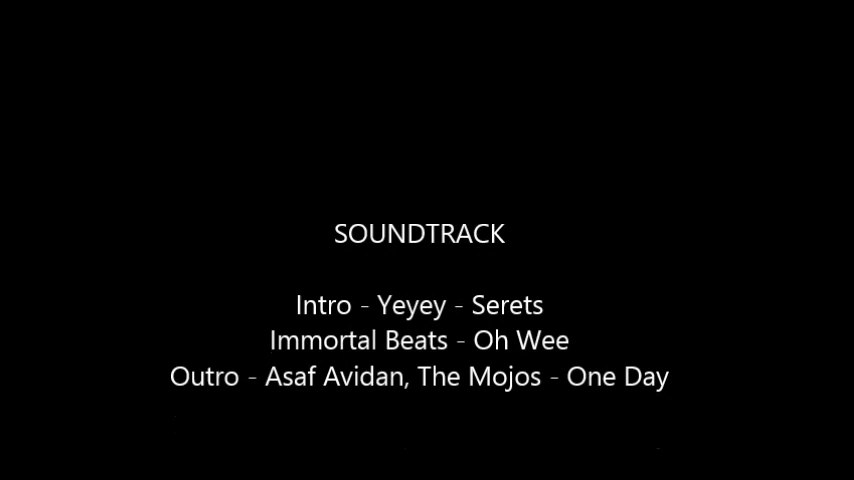 SOUNDTRACK
Intro - Yeyey - Serets
Immortal Beats - Oh Wee
Outro - Asaf Avidan, The Mojos - One Day